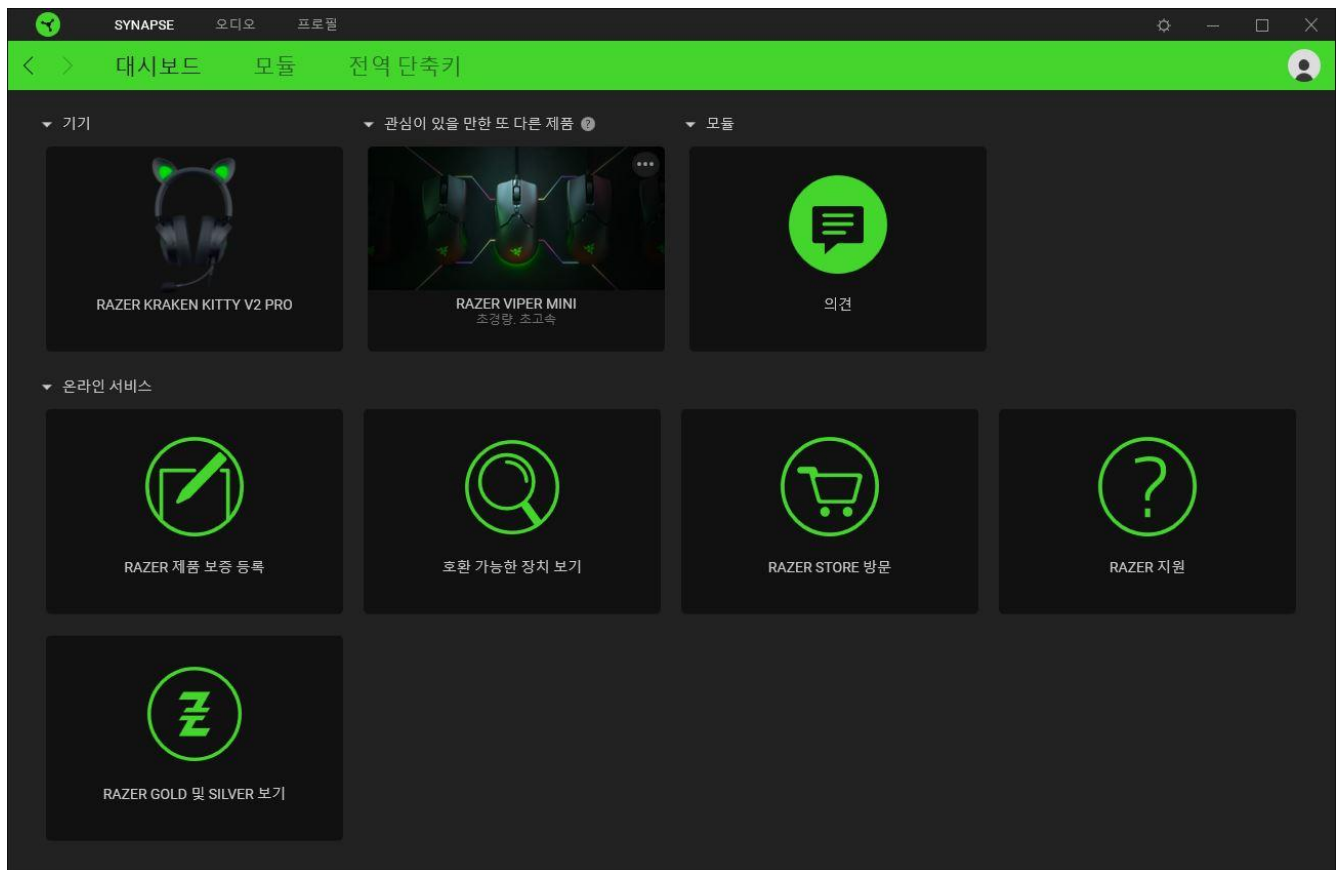 SYNAPSE 오디오 프로필
대시보드 모듈 전역 단축키
기기
관심이 있을 만한 또 다른 제품 ?
모듈
RAZER KRAKEN KITTY V2 PRO
RAZER VIPER MINI
초경량. 초고속
의견
온라인 서비스
RAZER 제품 보증 등록
호환 가능한 장치 보기
RAZER STORE 방문
RAZER 지원
RAZER GOLD 및 SILVER 보기